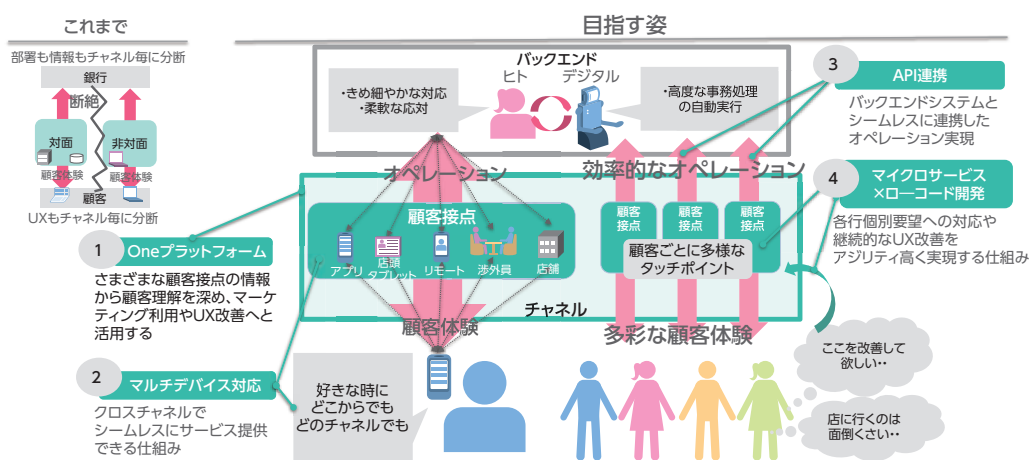 これまで
部署も情報もチャネル毎に分断
銀行
断絶
対面
非対面
顧客体験
顧客体験
顧客
UXもチャネル毎に分断
目指す姿
バックエンド
ヒト
デジタル
・きめ細やかな対応
・柔軟な応対
・高度な事務処理
の自動実行
オペレーション
効率的なオペレーション
顧客接点
アプリ
店頭
タブレット
リモート
渉外員
店舗
顧客
接点
顧客
接点
顧客
接点
顧客ごとに多様な
タッチポイント
チャネル
顧客体験
多彩な顧客体験
1
Oneプラットフォーム
さまざまな顧客接点の情報
から顧客理解を深め、マーケ
ティング利用やUX改善へと
活用する
2
マルチデバイス対応
クロスチャネルで
シームレスにサービス提供
できる仕組み
好きな時に
どこからでも
どのチャネルでも
3
API連携
バックエンドシステムと
シームレスに連携した
オペレーション実現
4
マイクロサービス
×ローコード開発
各行個別要望への対応や
継続的なUX改善を
アジリティ高く実現する仕組み
ここを改善して
欲しい‥
店に行くのは
面倒くさい‥